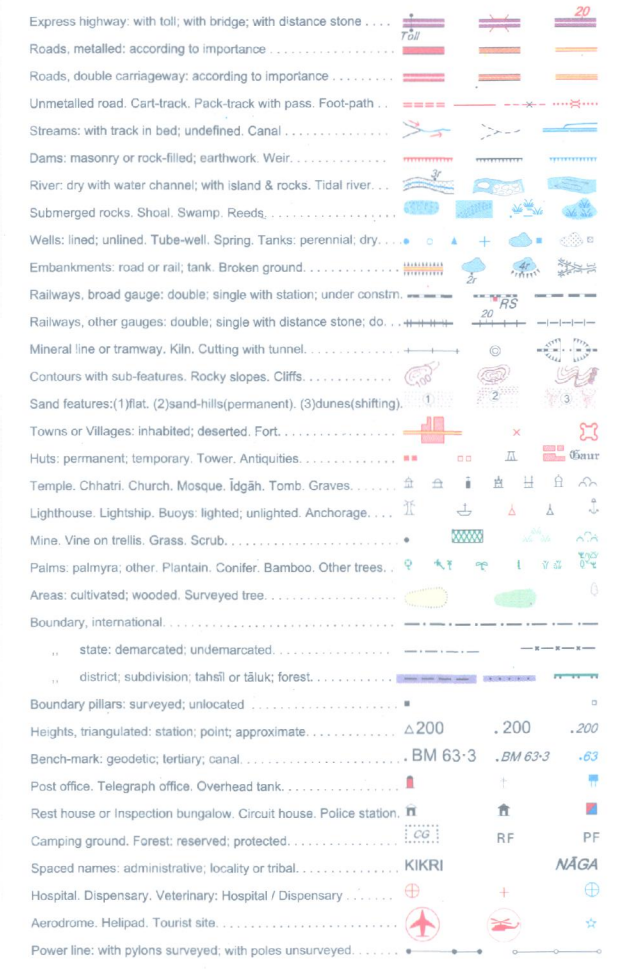 Express highway: with toll; with bridge; with distance stone .... Toll 20
Roads, metalled: according to importance ................
Roads, double carriageway: according to importance .........
Unmetalled road. Cart-track. Pack-track with pass. Foot-path ..
Streams: with track in bed; undefined. Canal ..............
Dams: masonry or rock-filled; earthwork. Weir..............
River: dry with water channel; with island & rocks. Tidal river... 3r
Submerged rocks. Shoal. Swamp. Reeds..................
Wells: lined; unlined. Tube-well. Spring. Tanks: perennial; dry...
Embankments: road or rail; tank. Broken ground............. 2r 4r
Railways, broad gauge: double; single with station; under constrn. RS
Railways, other gauges: double; single with distance stone; do... 20
Mineral line or tramway. Kiln. Cutting with tunnel.............
Contours with sub-features. Rocky slopes. Cliffs.............
Sand features:(1)flat. (2)sand-hills(permanent). (3)dunes(shifting). 1 2 3
Towns or Villages: inhabited; deserted. Fort.................
Huts: permanent; temporary. Tower. Antiquities.............. Gaur
Temple. Chhatri. Church. Mosque. Īdgāh. Tomb. Graves.......
Lighthouse. Lightship. Buoys: lighted; unlighted. Anchorage....
Mine. Vine on trellis. Grass. Scrub.......................
Palms: palmyra; other. Plantain. Conifer. Bamboo. Other trees..
Areas: cultivated; wooded. Surveyed tree..................
Boundary, international................................
,, state: demarcated; undemarcated..................
,, district; subdivision; tahsīl or tāluk; forest............
Boundary pillars: surveyed; unlocated ...................
Heights, triangulated: station; point; approximate............ 200 .200 .200
Bench-mark: geodetic; tertiary; canal..................... .BM 63·3 .BM 63·3 .63
Post office. Telegraph office. Overhead tank................
Rest house or Inspection bungalow. Circuit house. Police station.
Camping ground. Forest: reserved; protected............... CG RF PF
Spaced names: administrative; locality or tribal.............. KIKRI NĀGA
Hospital. Dispensary. Veterinary: Hospital / Dispensary .......
Aerodrome. Helipad. Tourist site..........................
Power line: with pylons surveyed; with poles unsurveyed.......